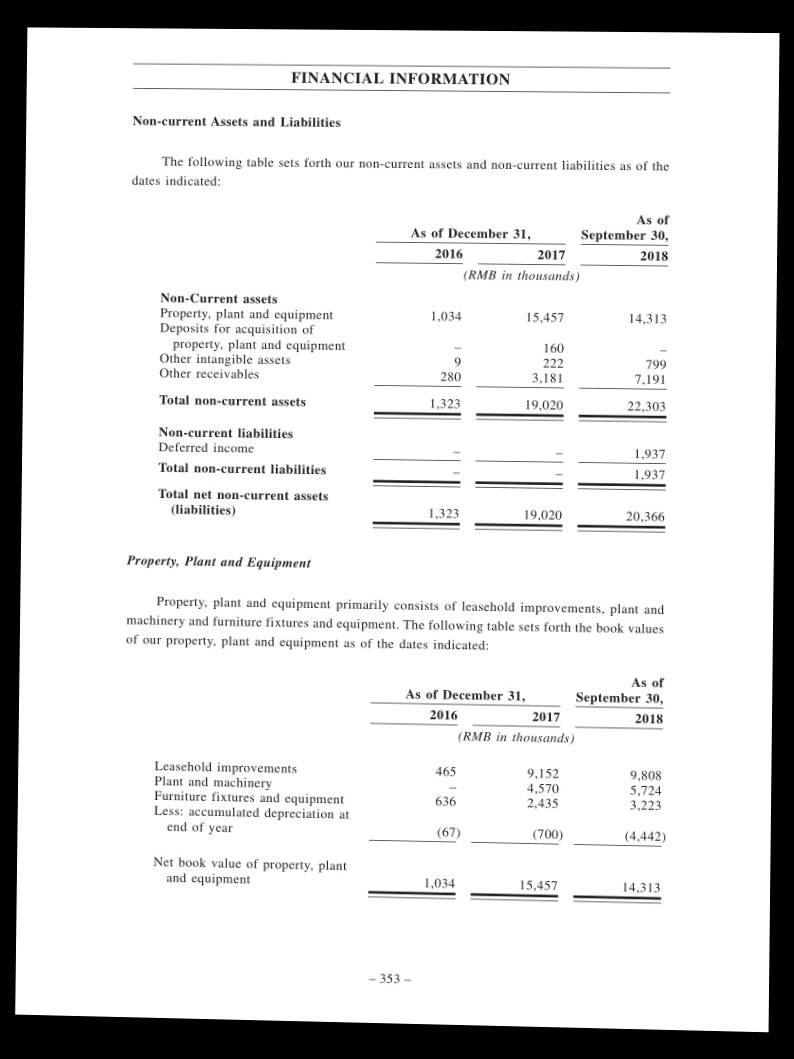 FINANCIAL INFORMATION
Non-current Assets and Liabilities
The following table sets forth our non-current assets and non-current liabilities as of the
dates indicated:
As of
As of December 31, September 30,
2016 2017 2018
(RMB in thousands)
Non-Current assets
Property, plant and equipment 1,034 15,457 14,313
Deposits for acquisition of
property, plant and equipment – 160 –
Other intangible assets 9 222 799
Other receivables 280 3,181 7,191
Total non-current assets 1,323 19,020 22,303
Non-current liabilities
Deferred income – – 1,937
Total non-current liabilities – – 1,937
Total net non-current assets
(liabilities) 1,323 19,020 20,366
Property, Plant and Equipment
Property, plant and equipment primarily consists of leasehold improvements, plant and
machinery and furniture fixtures and equipment. The following table sets forth the book values
of our property, plant and equipment as of the dates indicated:
As of
As of December 31, September 30,
2016 2017 2018
(RMB in thousands)
Leasehold improvements 465 9,152 9,808
Plant and machinery – 4,570 5,724
Furniture fixtures and equipment 636 2,435 3,223
Less: accumulated depreciation at
end of year (67) (700) (4,442)
Net book value of property, plant
and equipment 1,034 15,457 14,313
– 353 –